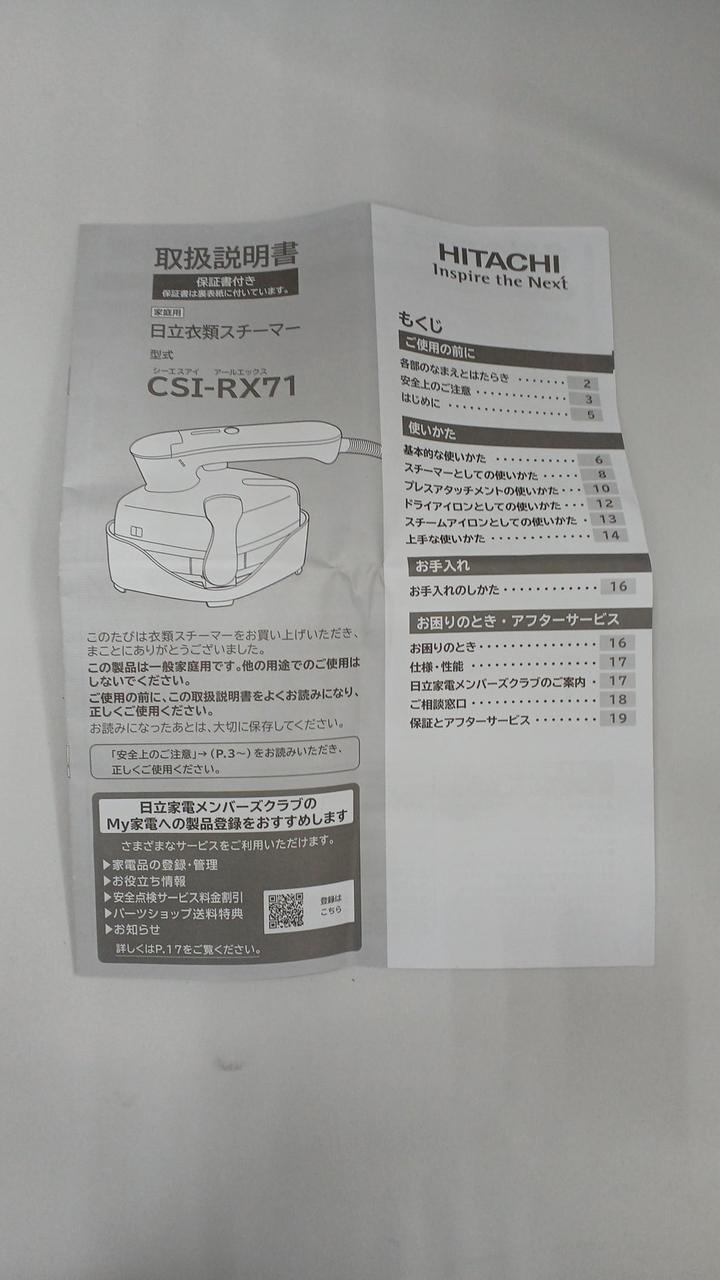 取扱説明書
保証書付き
保証書は裏表紙に付いています。
家庭用
日立衣類スチーマー
型式
シーエスアイ アールエックス
CSI-RX71
このたびは衣類スチーマーをお買い上げいただき、
まことにありがとうございました。
この製品は一般家庭用です。他の用途でのご使用は
しないでください。
ご使用の前に、この取扱説明書をよくお読みになり、
正しくご使用ください。
お読みになったあとは、大切に保存してください。
「安全上のご注意」→(P.3~)をお読みいただき、
正しくご使用ください。
日立家電メンバーズクラブの
My家電への製品登録をおすすめします
さまざまなサービスをご利用いただけます。
▶家電品の登録・管理
▶お役立ち情報
▶安全点検サービス料金割引
▶パーツショップ送料特典
▶お知らせ
登録は
こちら
詳しくはP.17をご覧ください。
HITACHI
Inspire the Next
もくじ
ご使用の前に
各部のなまえとはたらき ······· 2
安全上のご注意 ············· 3
はじめに ················ 5
使いかた
基本的な使いかた ··········· 6
スチーマーとしての使いかた ····· 8
プレスアタッチメントの使いかた ··· 10
ドライアイロンとしての使いかた ··· 12
スチームアイロンとしての使いかた · 13
上手な使いかた ············· 14
お手入れ
お手入れのしかた ············ 16
お困りのとき・アフターサービス
お困りのとき ··············· 16
仕様・性能 ················ 17
日立家電メンバーズクラブのご案内 · 17
ご相談窓口 ················ 18
保証とアフターサービス ········ 19